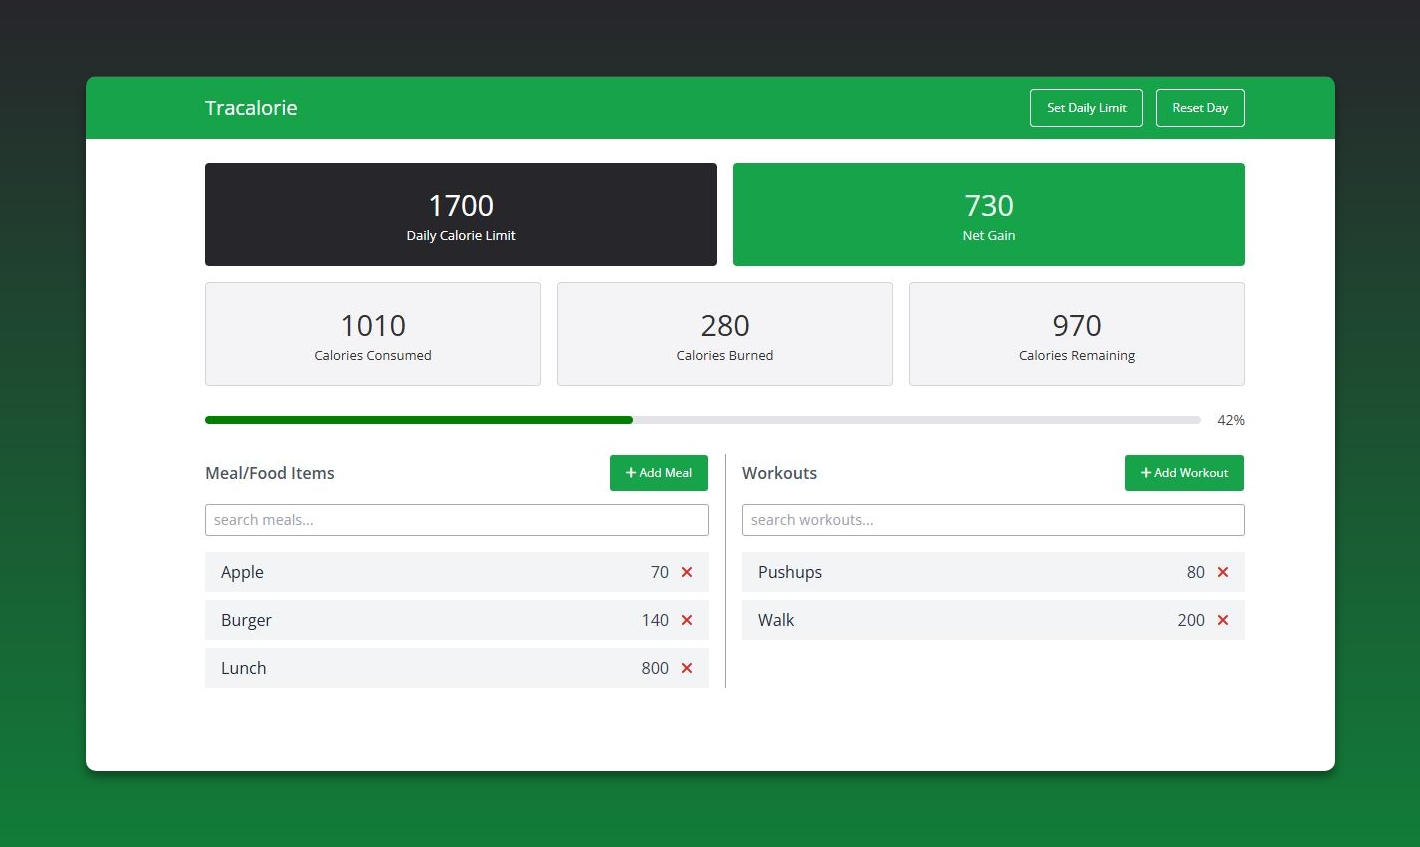 Tracalorie
Set Daily Limit
Reset Day
1700
Daily Calorie Limit
730
Net Gain
1010
Calories Consumed
280
Calories Burned
970
Calories Remaining
42%
Meal/Food Items
+ Add Meal
search meals...
Apple 70 ×
Burger 140 ×
Lunch 800 ×
Workouts
+ Add Workout
search workouts...
Pushups 80 ×
Walk 200 ×